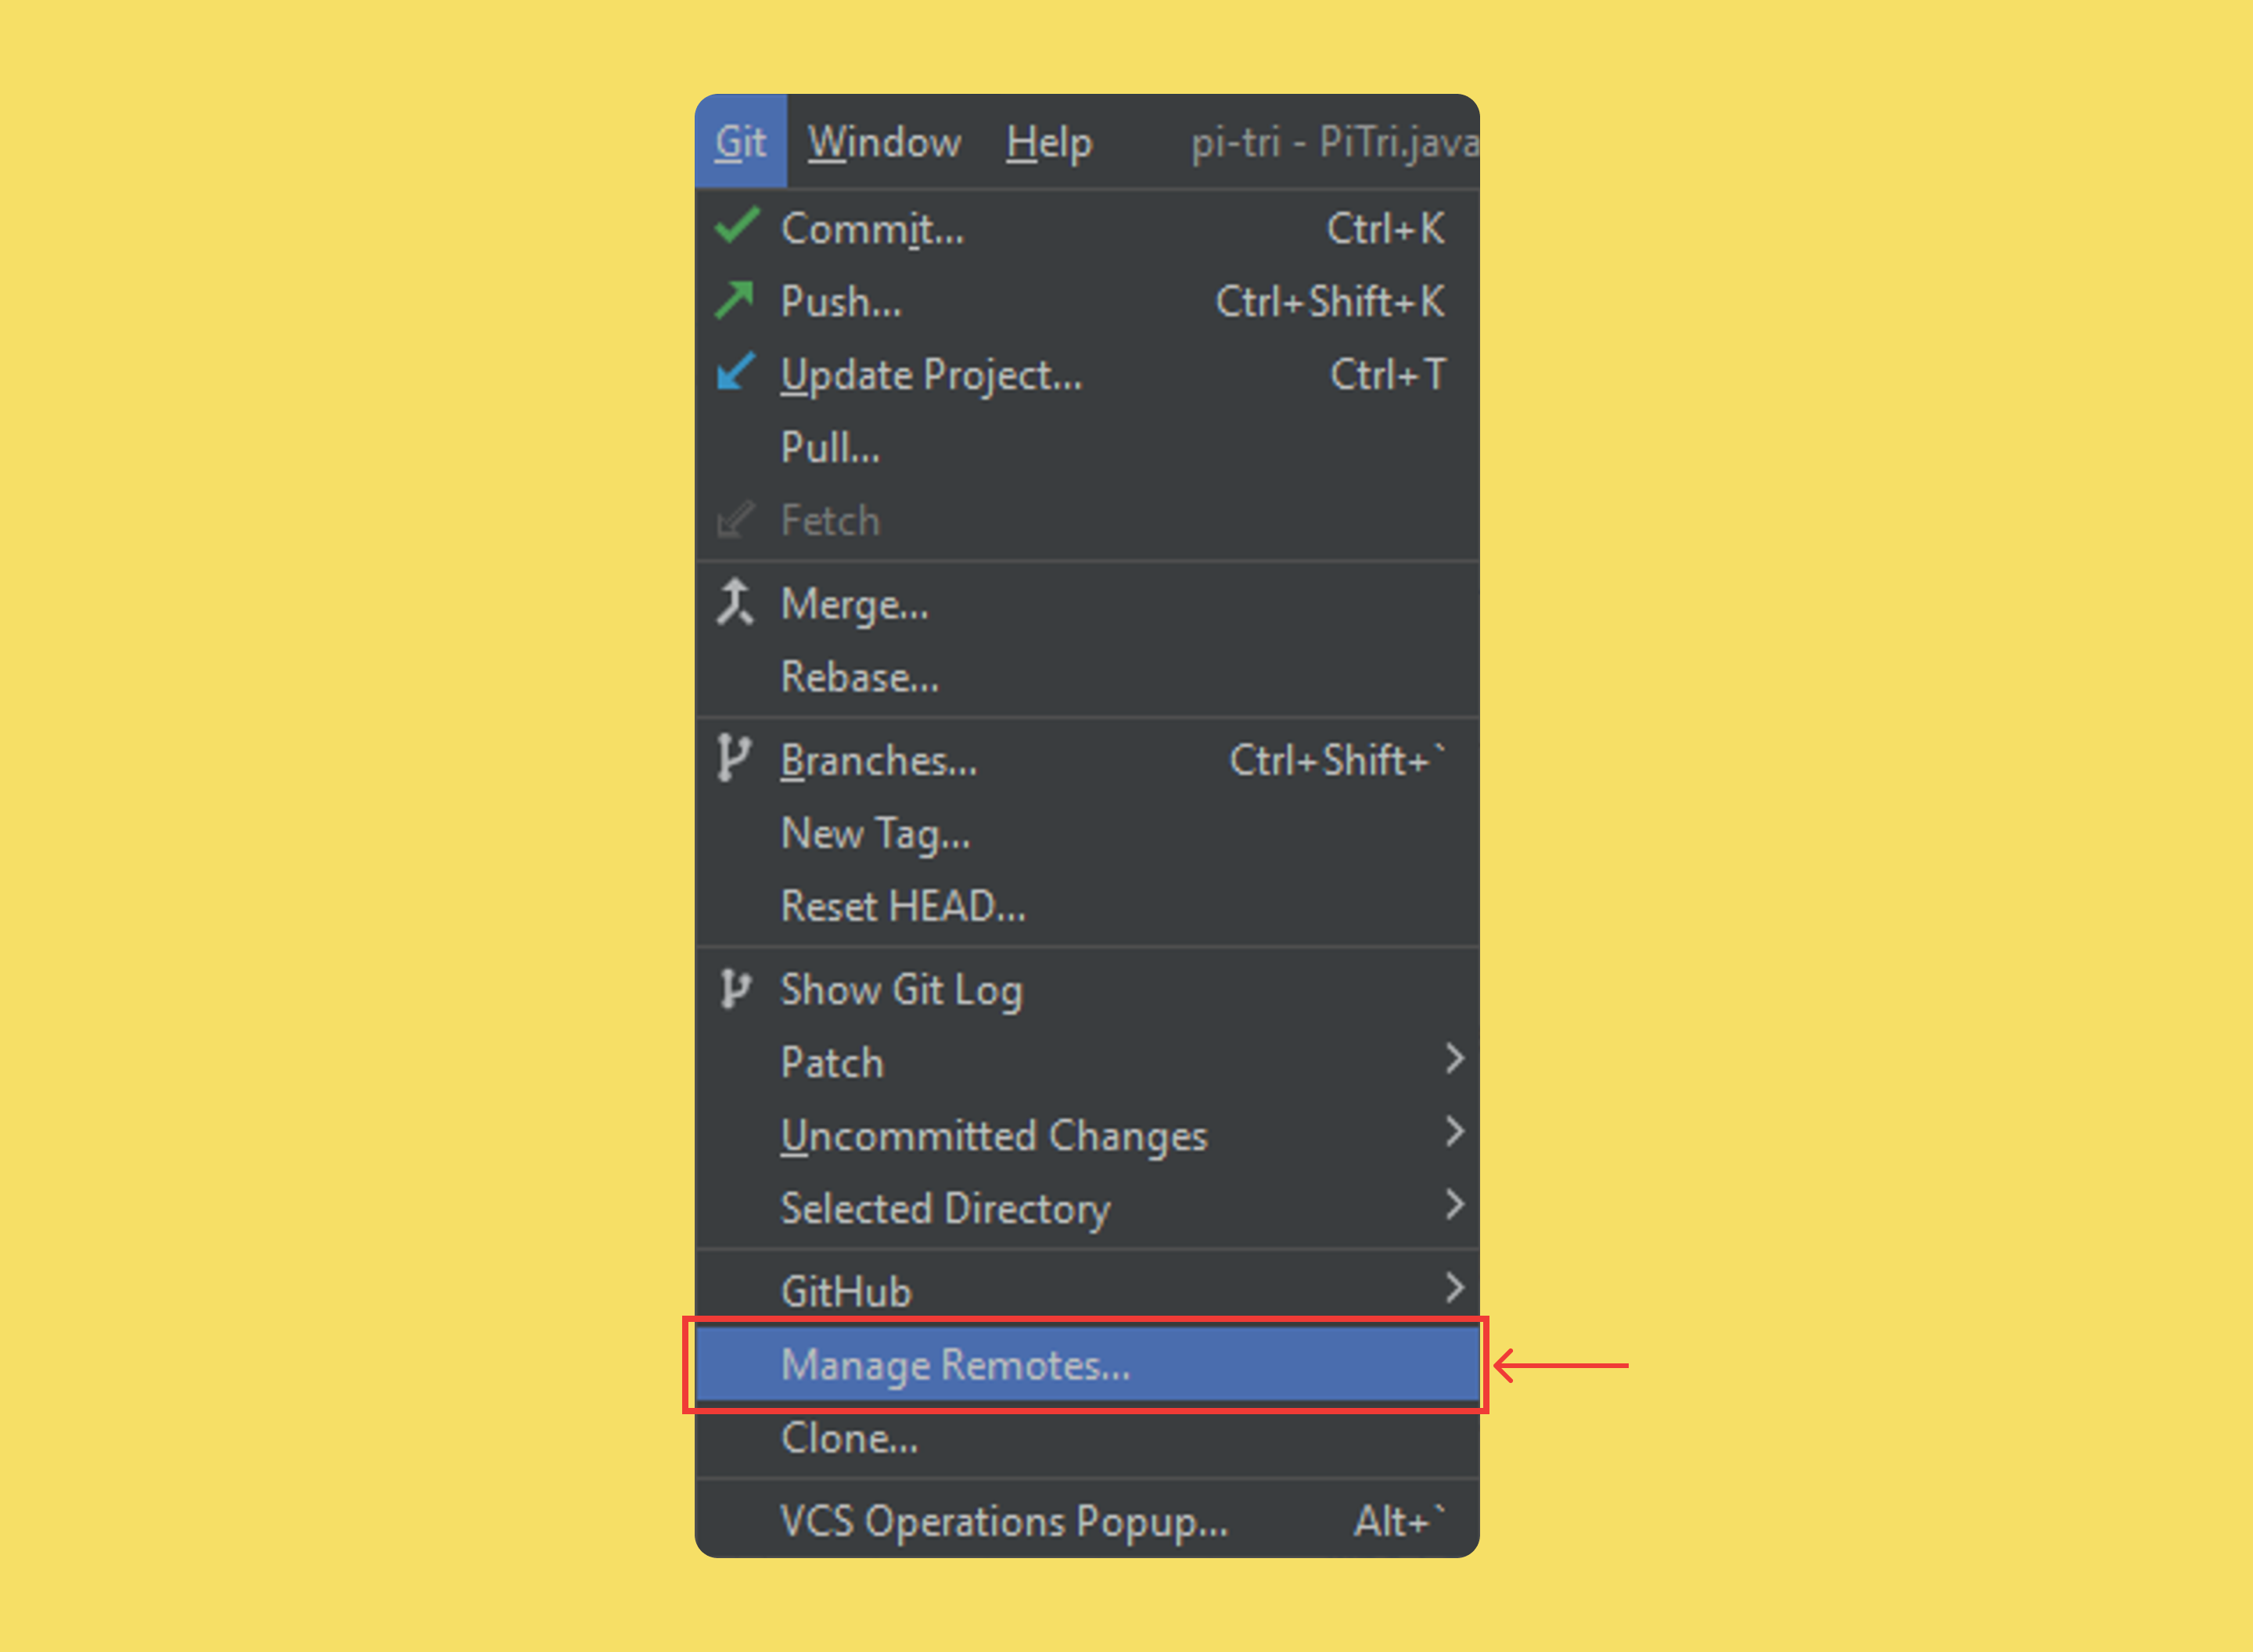 Git Window Help pi-tri - PiTri.java
Commit... Ctrl+K
Push... Ctrl+Shift+K
Update Project... Ctrl+T
Pull...
Fetch
Merge...
Rebase...
Branches... Ctrl+Shift+`
New Tag...
Reset HEAD...
Show Git Log
Patch
Uncommitted Changes
Selected Directory
GitHub
Manage Remotes...
Clone...
VCS Operations Popup... Alt+`